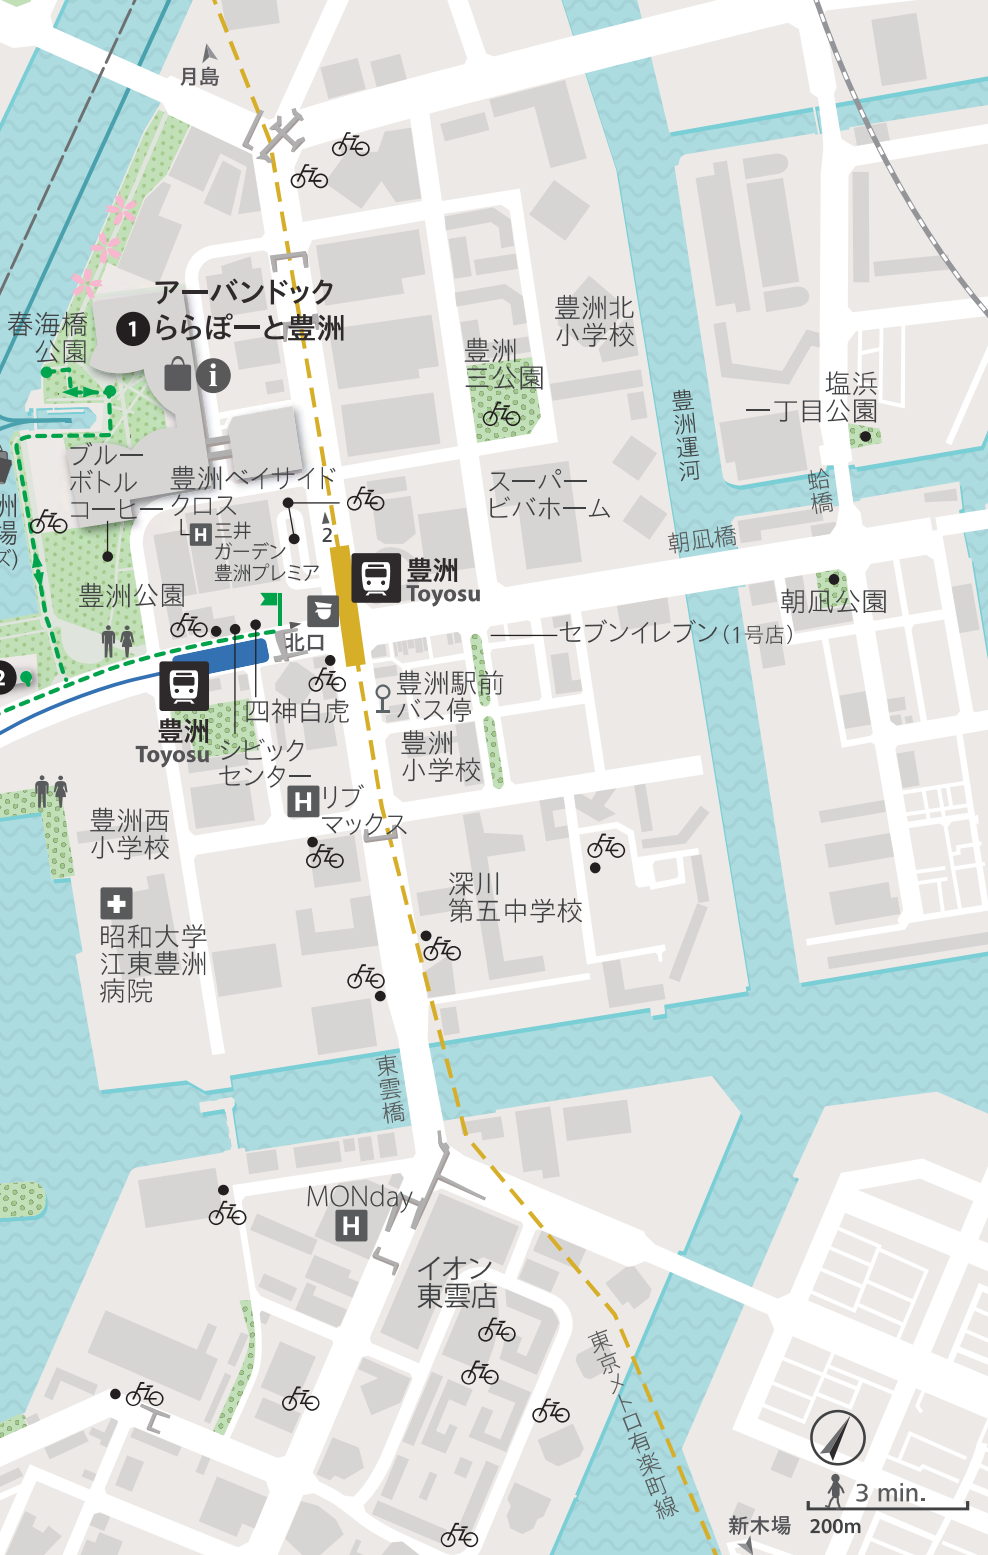 月島
アーバンドック
1
ららぽーと豊洲
春海橋
公園
i
豊洲北
小学校
豊洲
三公園
豊洲運河
塩浜
一丁目公園
ブルー
ボトル
コーヒー
豊洲ベイサイド
クロス
H
三井
ガーデン
豊洲プレミア
2
スーパー
ビバホーム
蛤橋
朝凪橋
洲
場
ズ)
豊洲
Toyosu
豊洲公園
朝凪公園
北口
セブンイレブン(1号店)
2
豊洲駅前
バス停
四神白虎
豊洲
Toyosu
シビック
センター
豊洲
小学校
H
リブ
マックス
豊洲西
小学校
深川
第五中学校
昭和大学
江東豊洲
病院
東雲橋
MONday
H
イオン
東雲店
東京メトロ有楽町線
3 min.
200m
新木場